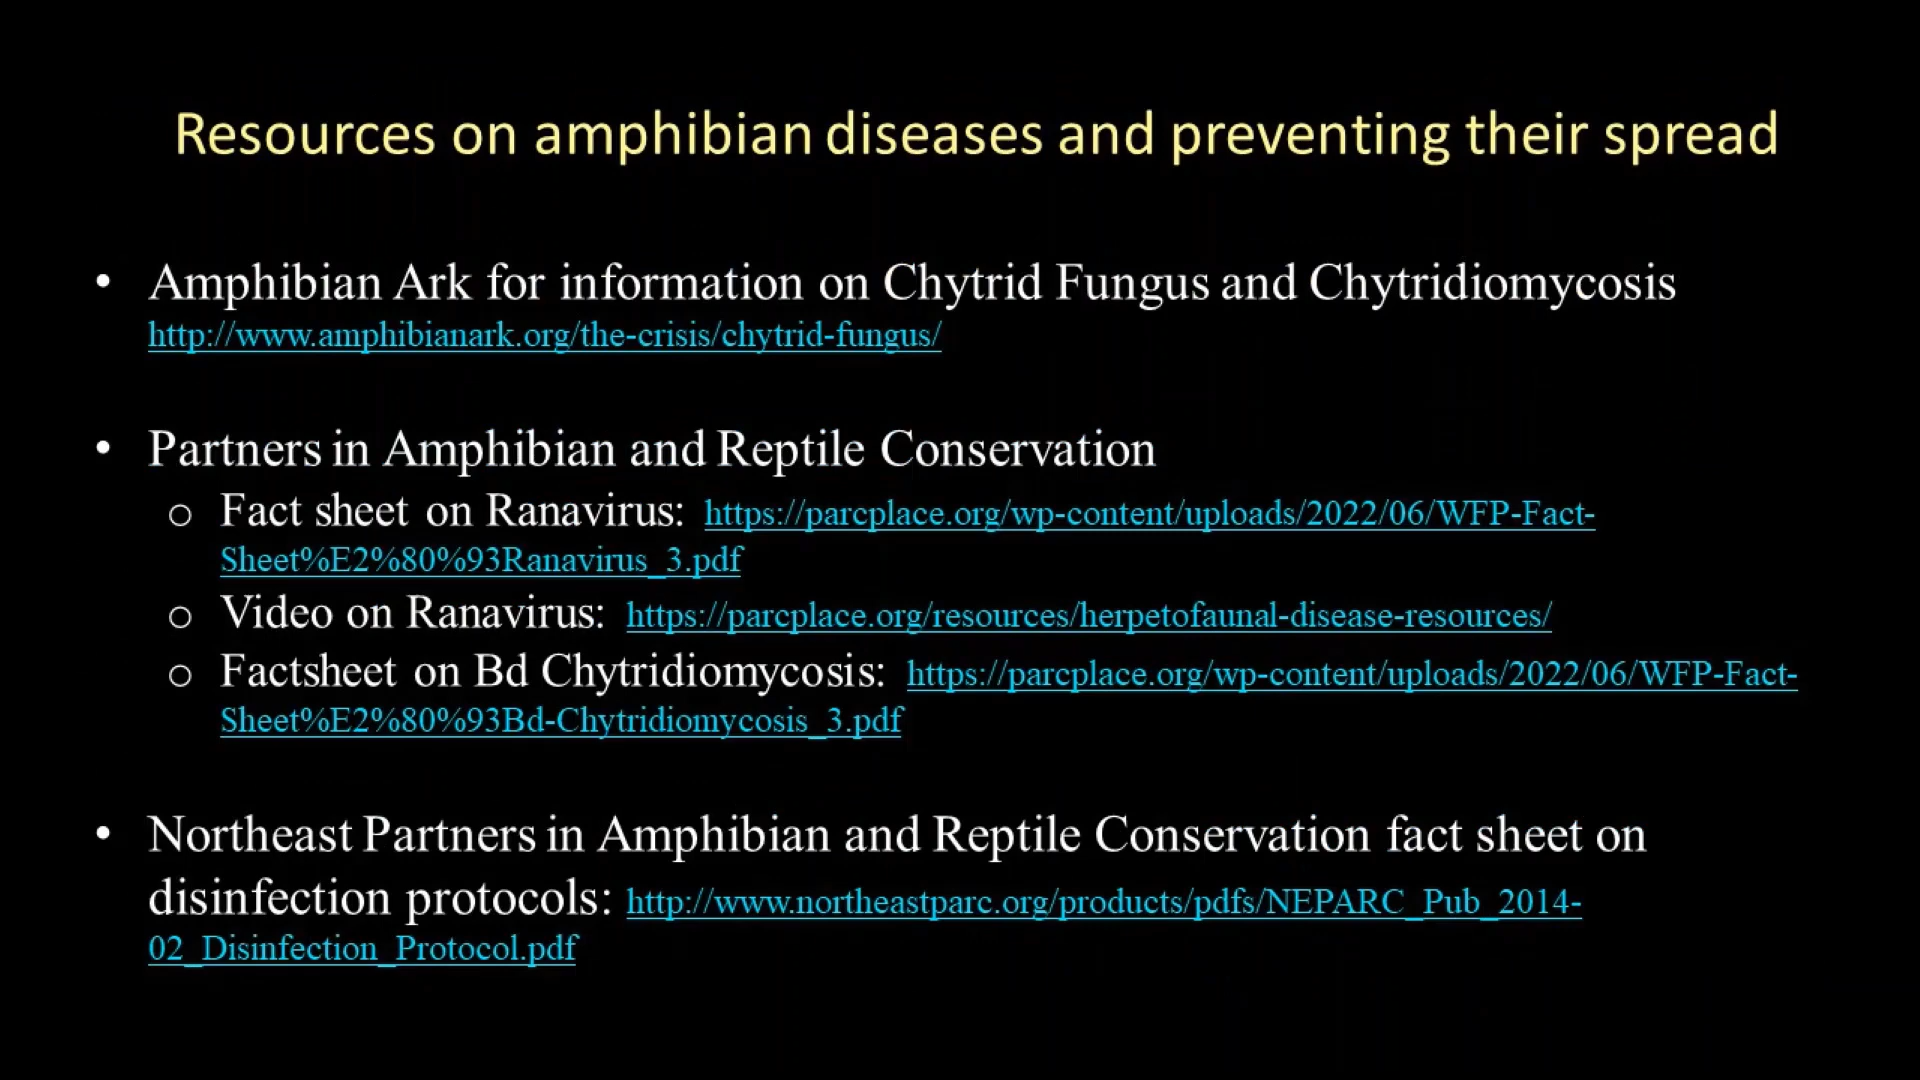 Resources on amphibian diseases and preventing their spread
• Amphibian Ark for information on Chytrid Fungus and Chytridiomycosis
http://www.amphibianark.org/the-crisis/chytrid-fungus/
• Partners in Amphibian and Reptile Conservation
o Fact sheet on Ranavirus: https://parcplace.org/wp-content/uploads/2022/06/WFP-Fact-
Sheet%E2%80%93Ranavirus_3.pdf
o Video on Ranavirus: https://parcplace.org/resources/herpetofaunal-disease-resources/
o Factsheet on Bd Chytridiomycosis: https://parcplace.org/wp-content/uploads/2022/06/WFP-Fact-
Sheet%E2%80%93Bd-Chytridiomycosis_3.pdf
• Northeast Partners in Amphibian and Reptile Conservation fact sheet on
disinfection protocols: http://www.northeastparc.org/products/pdfs/NEPARC_Pub_2014-
02_Disinfection_Protocol.pdf